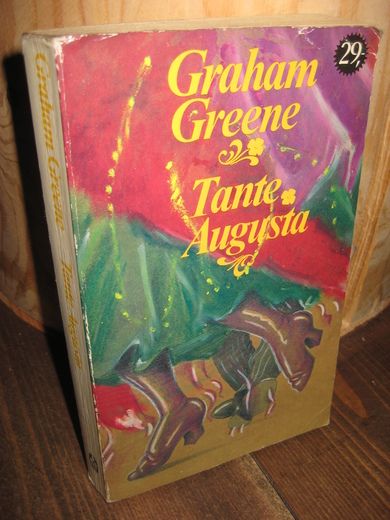 Graham
Greene
29,-
Tante
Augusta
Graham Greene
Tante Augusta